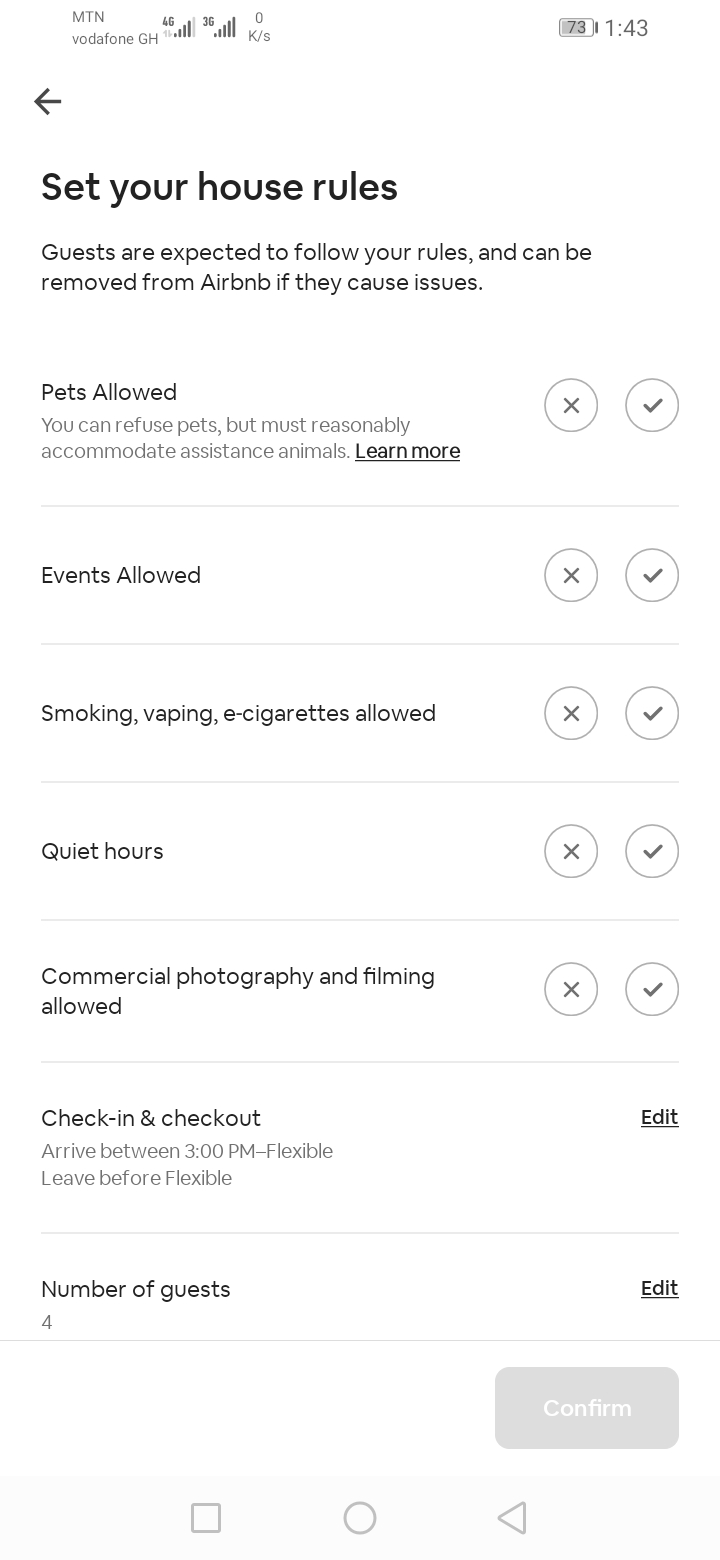 MTN
vodafone GH
4G
3G
0
K/s
73
1:43
Set your house rules
Guests are expected to follow your rules, and can be
removed from Airbnb if they cause issues.
Pets Allowed
You can refuse pets, but must reasonably
accommodate assistance animals. Learn more
Events Allowed
Smoking, vaping, e-cigarettes allowed
Quiet hours
Commercial photography and filming
allowed
Check-in & checkout
Edit
Arrive between 3:00 PM–Flexible
Leave before Flexible
Number of guests
Edit
4
Confirm